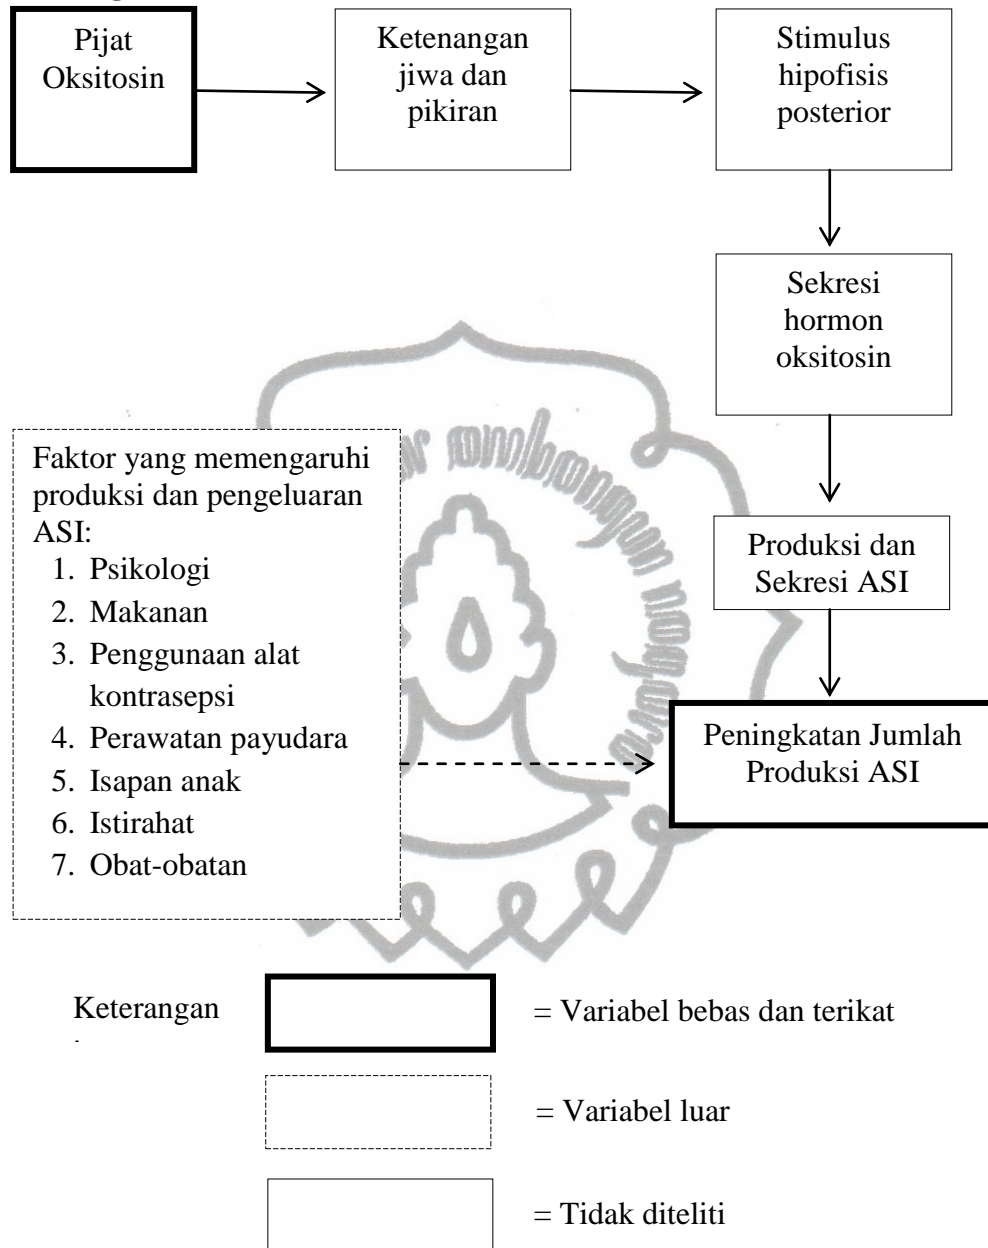 Pijat
Oksitosin
Ketenangan
jiwa dan
pikiran
Stimulus
hipofisis
posterior
Sekresi
hormon
oksitosin
Faktor yang memengaruhi
produksi dan pengeluaran
ASI:
1. Psikologi
2. Makanan
3. Penggunaan alat
kontrasepsi
4. Perawatan payudara
5. Isapan anak
6. Istirahat
7. Obat-obatan
Produksi dan
Sekresi ASI
Peningkatan Jumlah
Produksi ASI
Keterangan
= Variabel bebas dan terikat
= Variabel luar
= Tidak diteliti